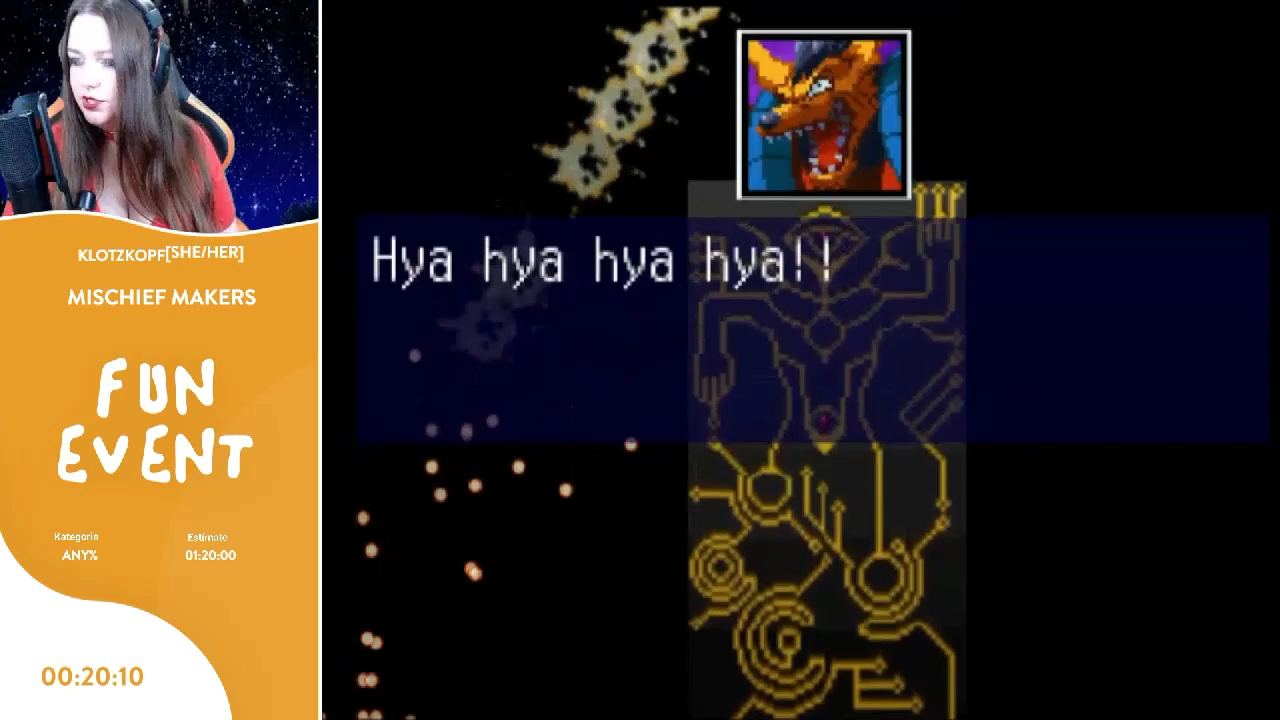 KLOTZKOPF[SHE/HER]
MISCHIEF MAKERS
FUN
EVENT
Kategorie
ANY%
Estimate
01:20:00
00:20:10
Hya hya hya hya!!